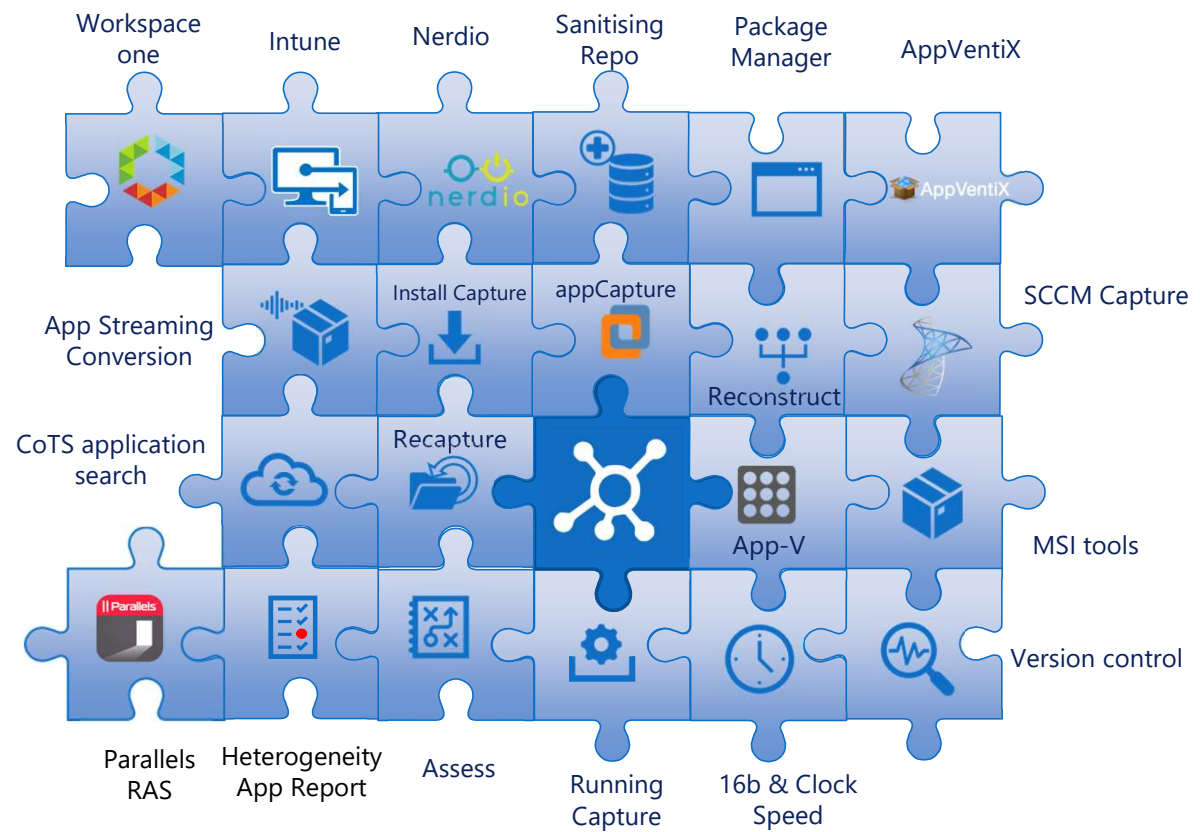 Workspace
one
Intune
Nerdio
Sanitising
Repo
Package
Manager
AppVentiX
nerdio
AppVentiX
App Streaming
Conversion
Install Capture
appCapture
Reconstruct
SCCM Capture
CoTS application
search
Recapture
App-V
MSI tools
Parallels
Version control
Parallels
RAS
Heterogeneity
App Report
Assess
Running
Capture
16b & Clock
Speed